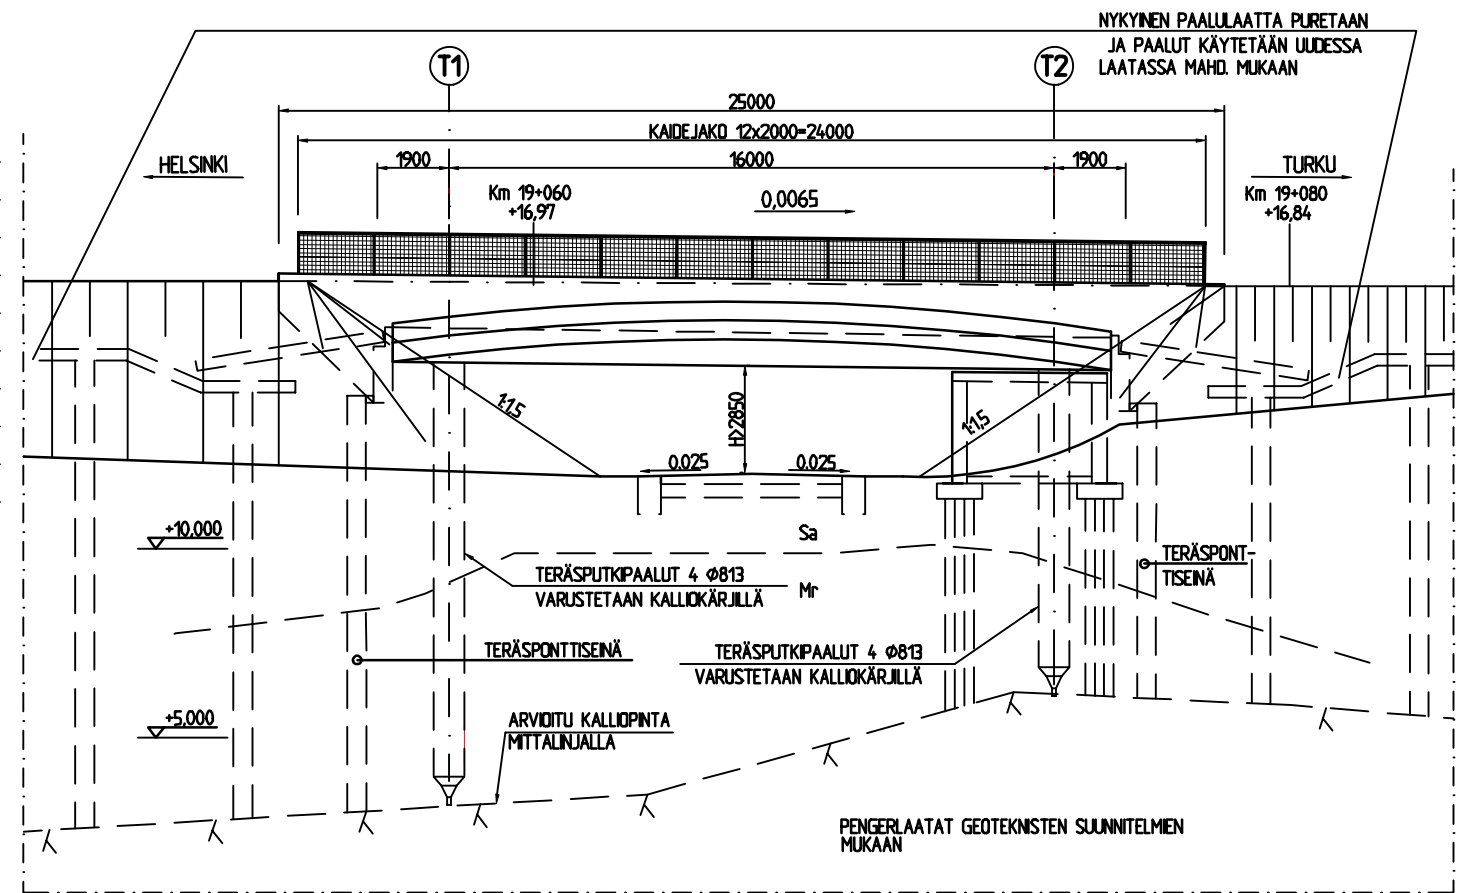 NYKYINEN PAALULAATTA PURETAAN
JA PAALUT KÄYTETÄÄN UUDESSA
LAATASSA MAHD. MUKAAN
T1
T2
25000
KAIDEJAKO 12x2000=24000
1900
16000
1900
HELSINKI
TURKU
Km 19+060
+16,97
0,0065
Km 19+080
+16,84
1:1,5
H>2850
1:1,5
0.025
0.025
+10,000
Sa
TERÄSPONT-
TISEINÄ
TERÄSPUTKIPAALUT 4 Ø813
VARUSTETAAN KALLIOKÄRJILLÄ
Mr
TERÄSPONTTISEINÄ
TERÄSPUTKIPAALUT 4 Ø813
VARUSTETAAN KALLIOKÄRJILLÄ
+5,000
ARVIOITU KALLIOPINTA
MITTALINJALLA
PENGERLAATAT GEOTEKNISTEN SUUNNITELMIEN
MUKAAN